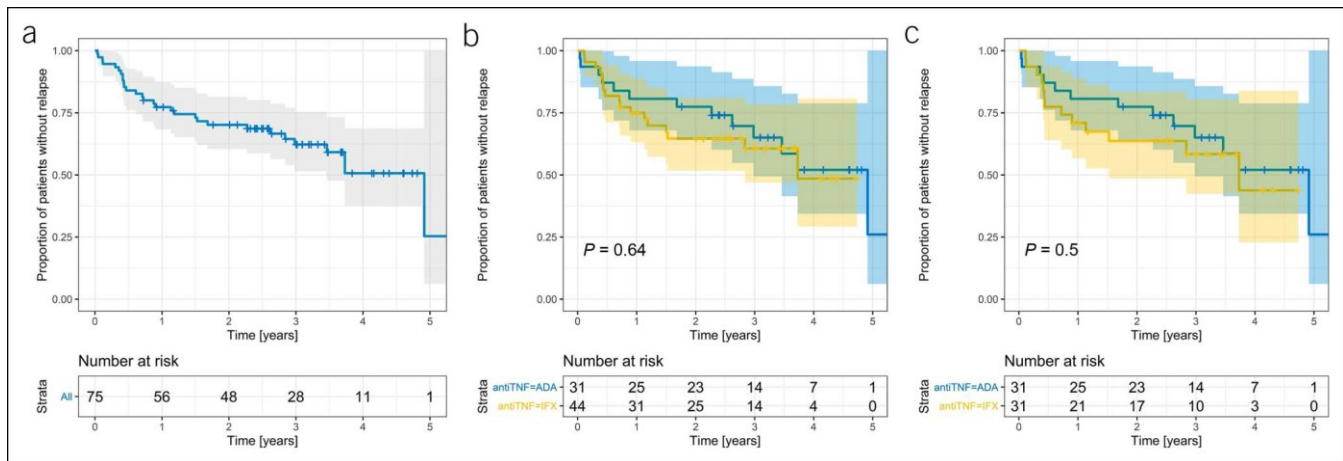 a
Proportion of patients without relapse
1.00
0.75
0.50
0.25
0.00
0 1 2 3 4 5
Time [years]
Number at risk
Strata
All
75 56 48 28 11 1
0 1 2 3 4 5
Time [years]
b
Proportion of patients without relapse
1.00
0.75
0.50
0.25
0.00
P = 0.64
0 1 2 3 4 5
Time [years]
Number at risk
Strata
antiTNF=ADA 31 25 23 14 7 1
antiTNF=IFX 44 31 25 14 4 0
0 1 2 3 4 5
Time [years]
c
Proportion of patients without relapse
1.00
0.75
0.50
0.25
0.00
P = 0.5
0 1 2 3 4 5
Time [years]
Number at risk
Strata
antiTNF=ADA 31 25 23 14 7 1
antiTNF=IFX 31 21 17 10 3 0
0 1 2 3 4 5
Time [years]